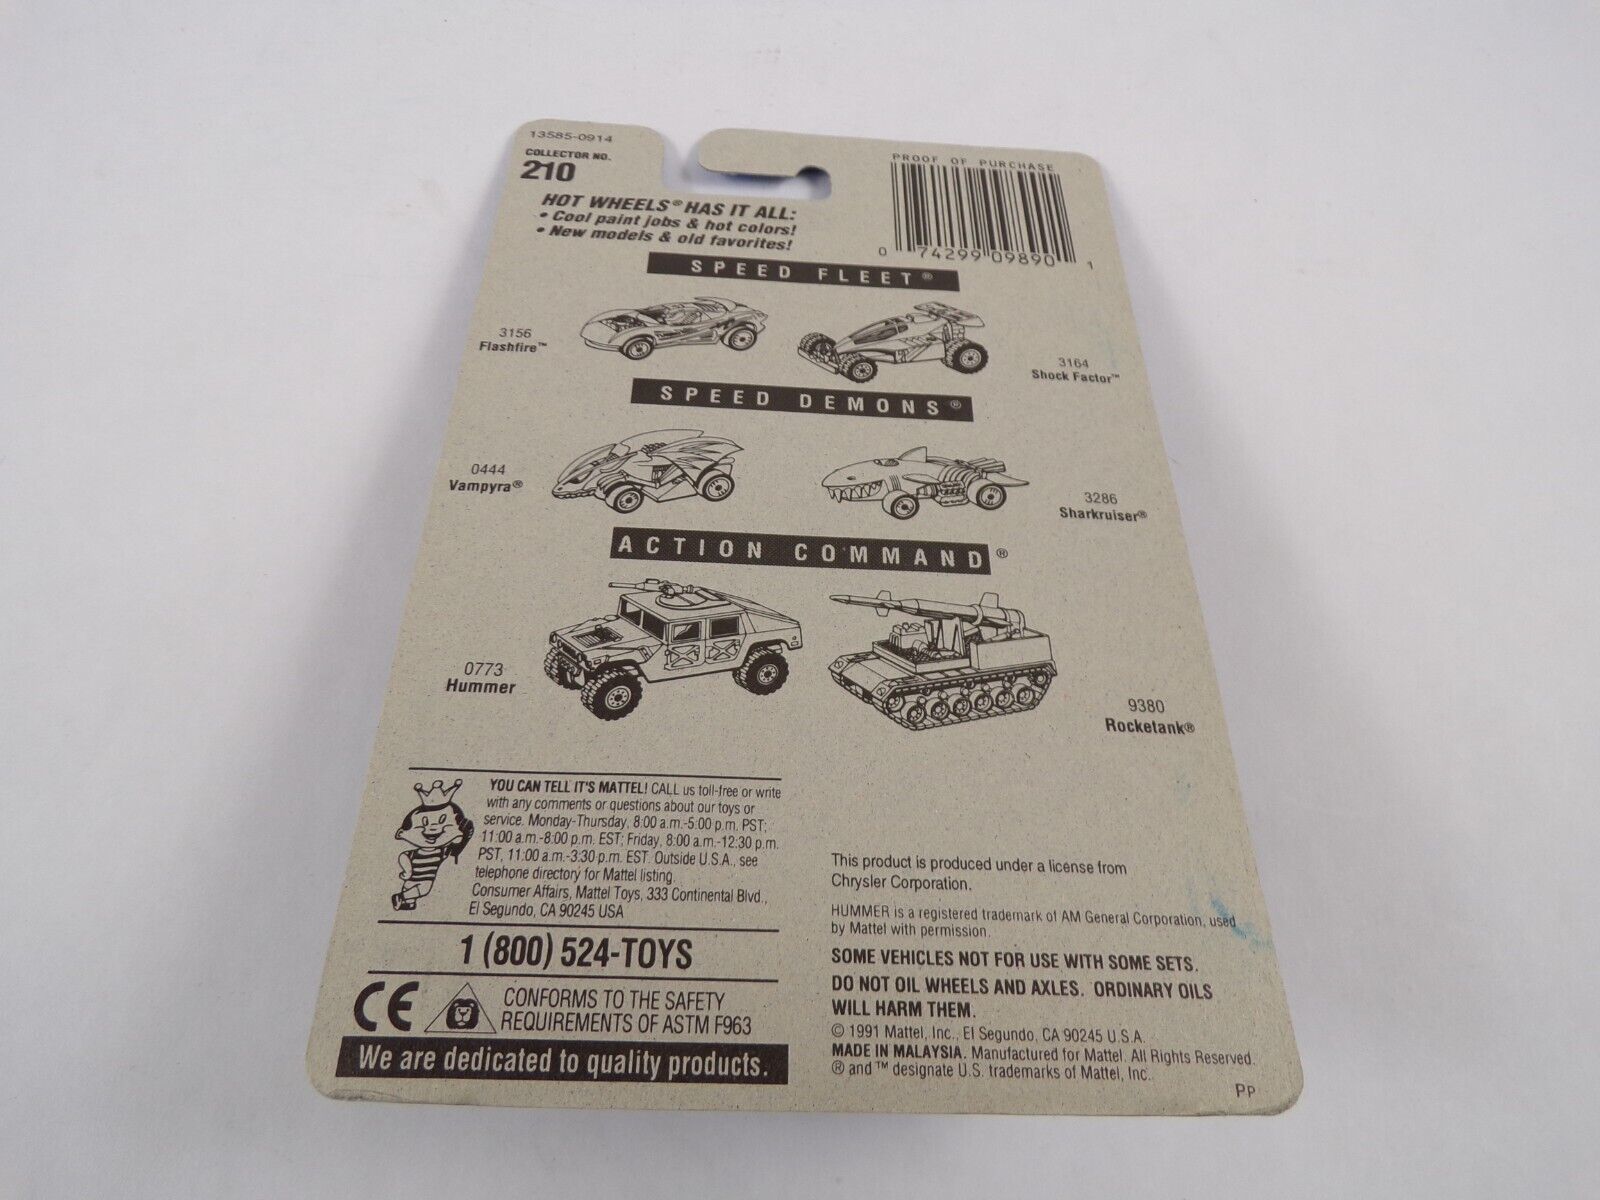 13585-0914
COLLECTOR NO.
210
HOT WHEELS® HAS IT ALL:
• Cool paint jobs & hot colors!
• New models & old favorites!
PROOF OF PURCHASE
0 74299 09890 1
SPEED FLEET®
3156
Flashfire™
3164
Shock Factor™
SPEED DEMONS®
0444
Vampyra®
3286
Sharkruiser®
ACTION COMMAND®
0773
Hummer
9380
Rocketank®
YOU CAN TELL IT'S MATTEL! CALL us toll-free or write
with any comments or questions about our toys or
service. Monday-Thursday, 8:00 a.m.-5:00 p.m. PST;
11:00 a.m.-8:00 p.m. EST; Friday, 8:00 a.m.-12:30 p.m.
PST, 11:00 a.m.-3:30 p.m. EST. Outside U.S.A., see
telephone directory for Mattel listing.
Consumer Affairs, Mattel Toys, 333 Continental Blvd.,
El Segundo, CA 90245 USA
1 (800) 524-TOYS
CE
CONFORMS TO THE SAFETY
REQUIREMENTS OF ASTM F963
We are dedicated to quality products.
This product is produced under a license from
Chrysler Corporation.
HUMMER is a registered trademark of AM General Corporation, used
by Mattel with permission.
SOME VEHICLES NOT FOR USE WITH SOME SETS.
DO NOT OIL WHEELS AND AXLES. ORDINARY OILS
WILL HARM THEM.
© 1991 Mattel, Inc., El Segundo, CA 90245 U.S.A.
MADE IN MALAYSIA. Manufactured for Mattel. All Rights Reserved.
® and ™ designate U.S. trademarks of Mattel, Inc.
PP